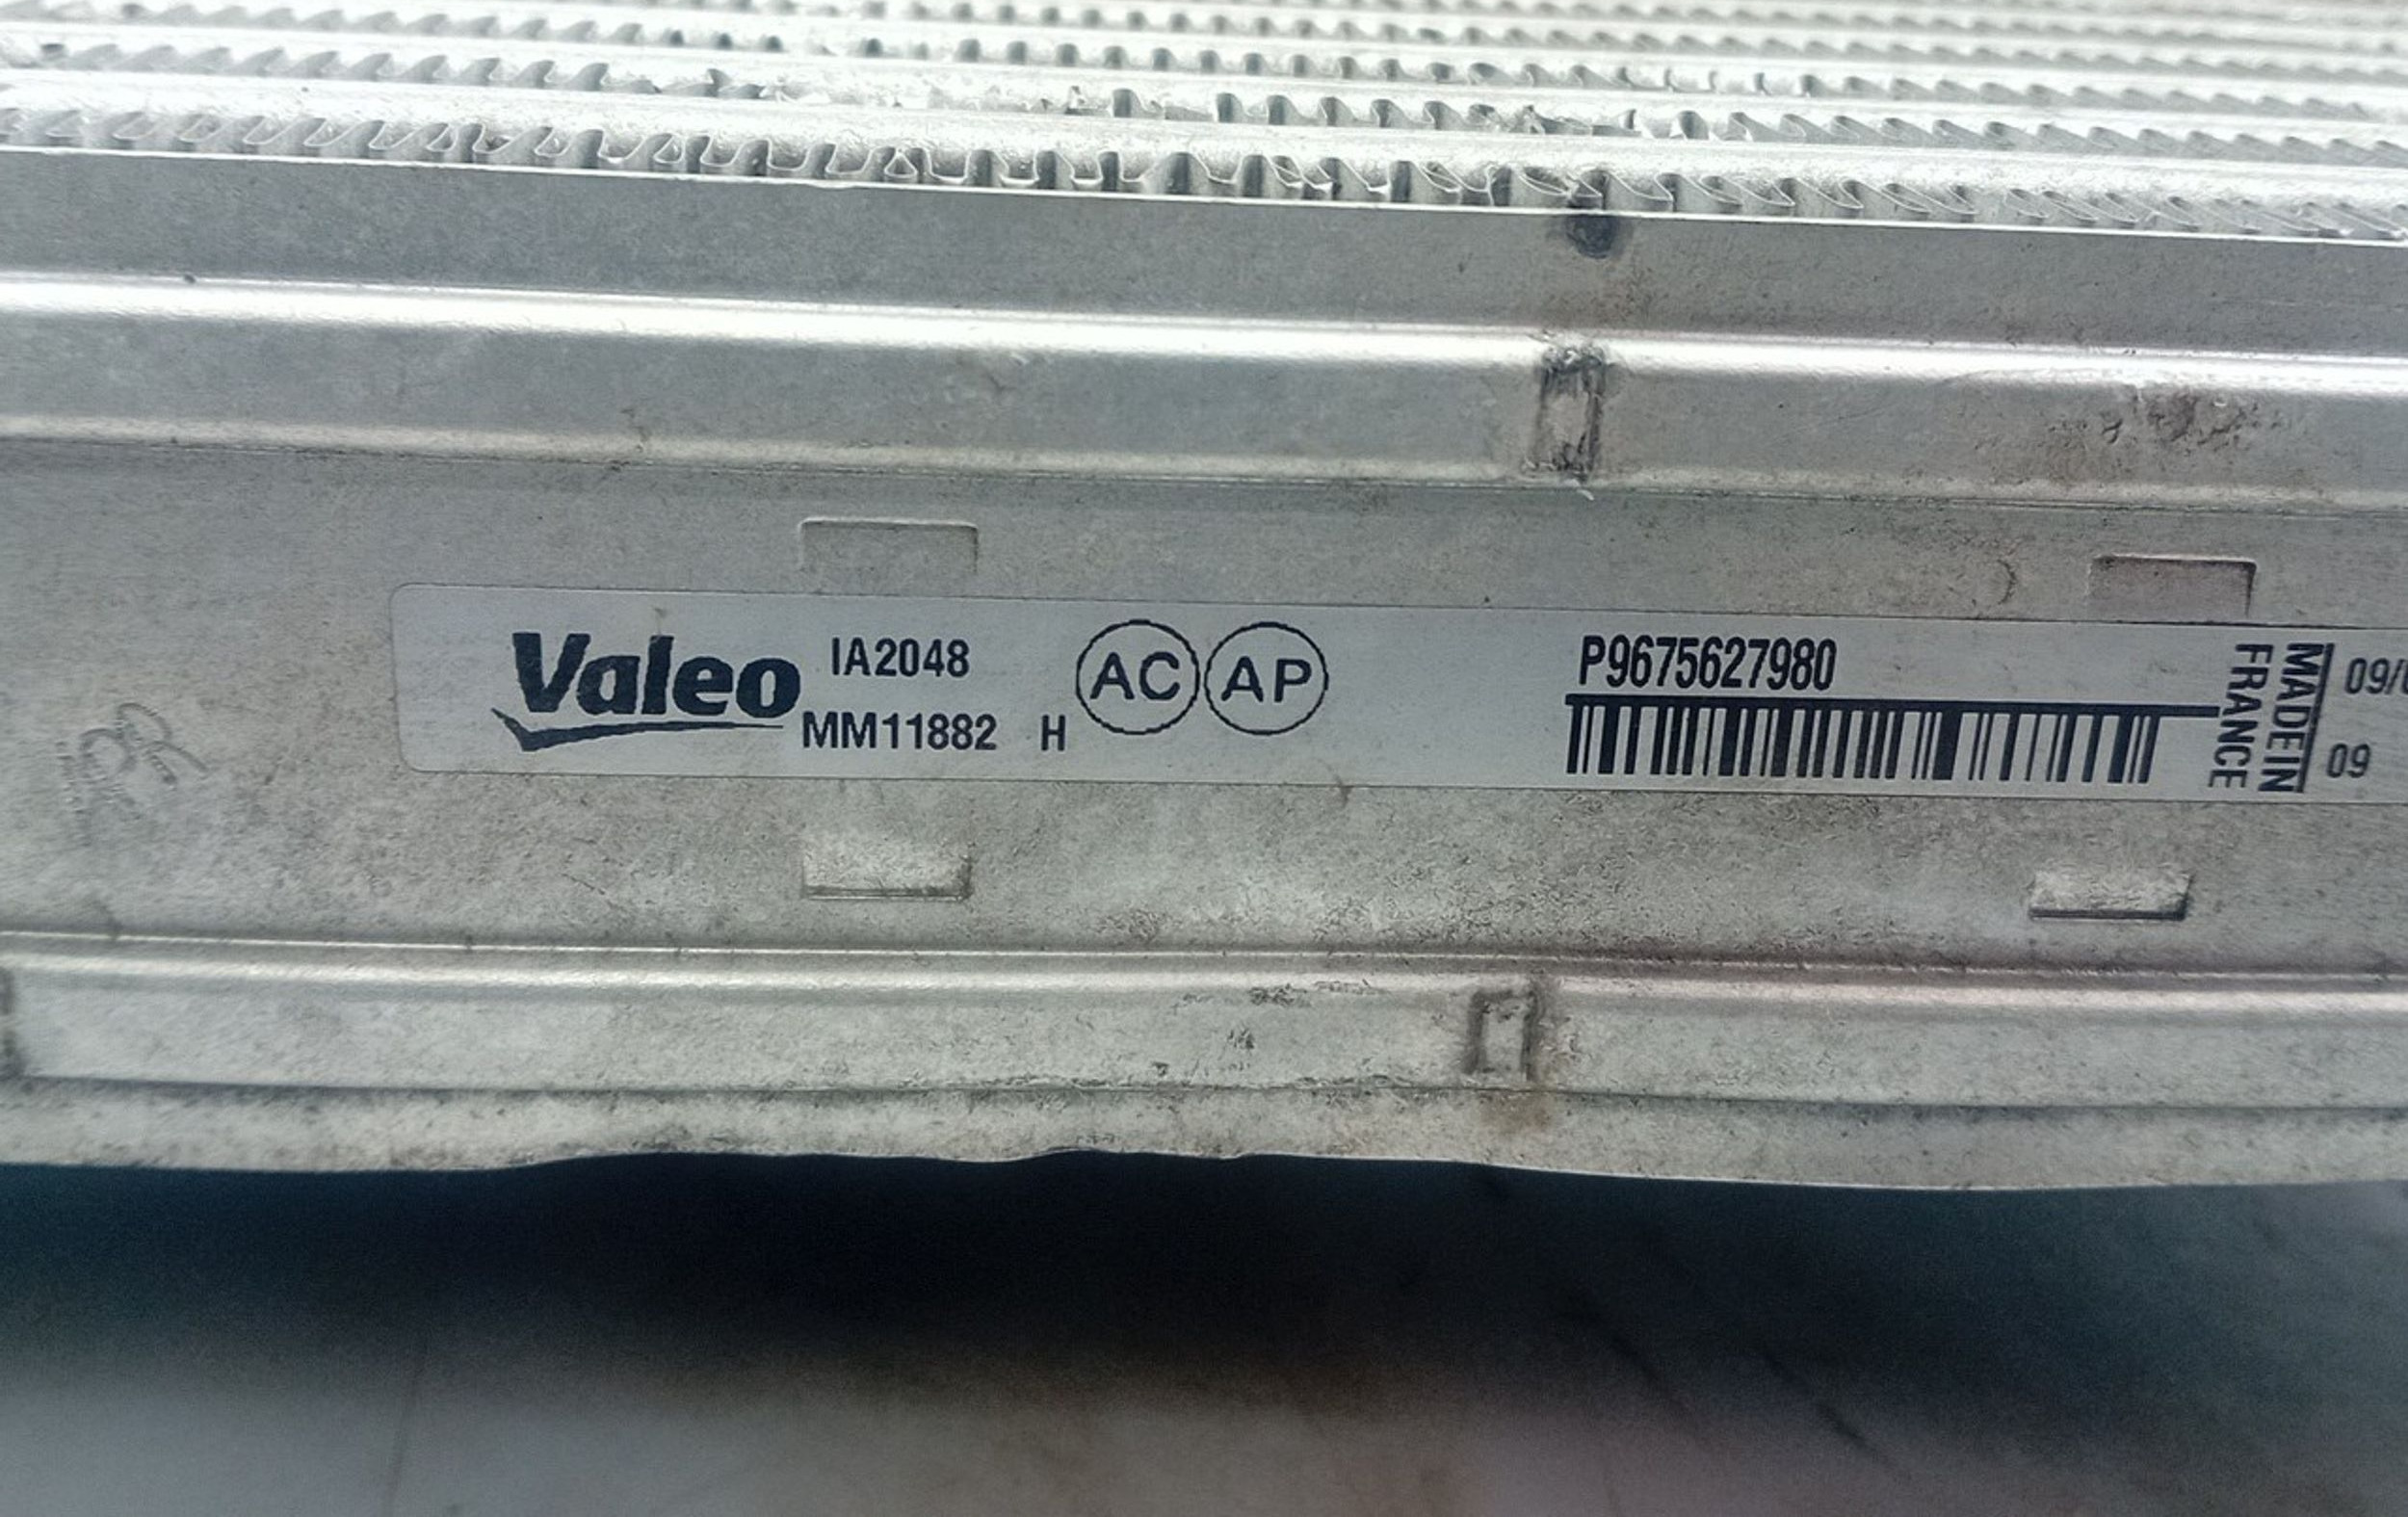 Valeo
IA2048
MM11882 H
AC AP
P9675627980
MADE IN
FRANCE
09